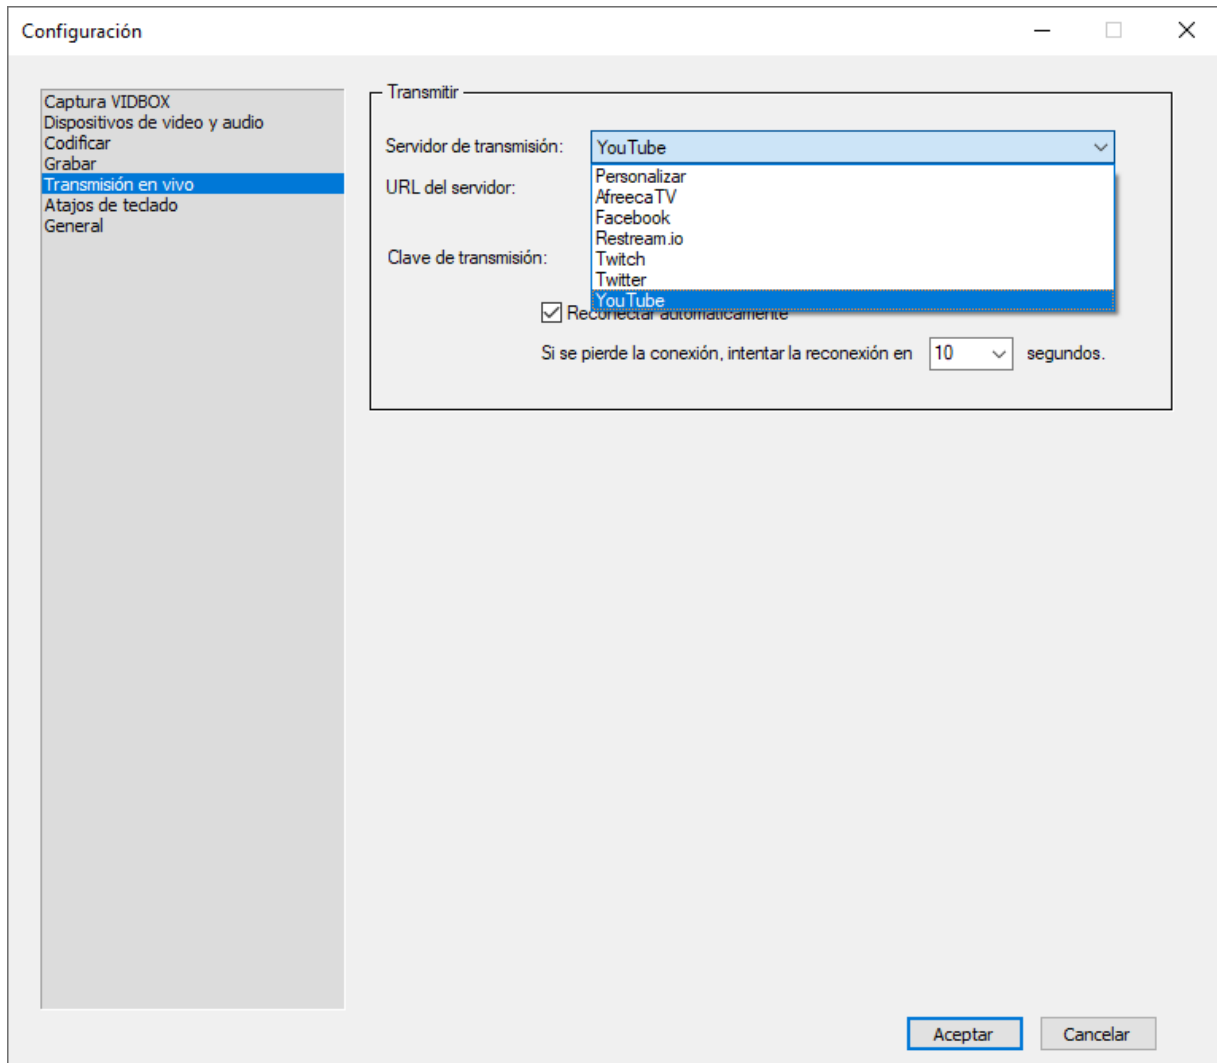 Configuración
Captura VIDBOX
Dispositivos de video y audio
Codificar
Grabar
Transmisión en vivo
Atajos de teclado
General
Transmitir
Servidor de transmisión: YouTube
Personalizar
AfreecaTV
Facebook
Restream.io
Twitch
Twitter
YouTube
URL del servidor:
Clave de transmisión:
Reconectar automáticamente
Si se pierde la conexión, intentar la reconexión en 10 segundos.
Aceptar Cancelar